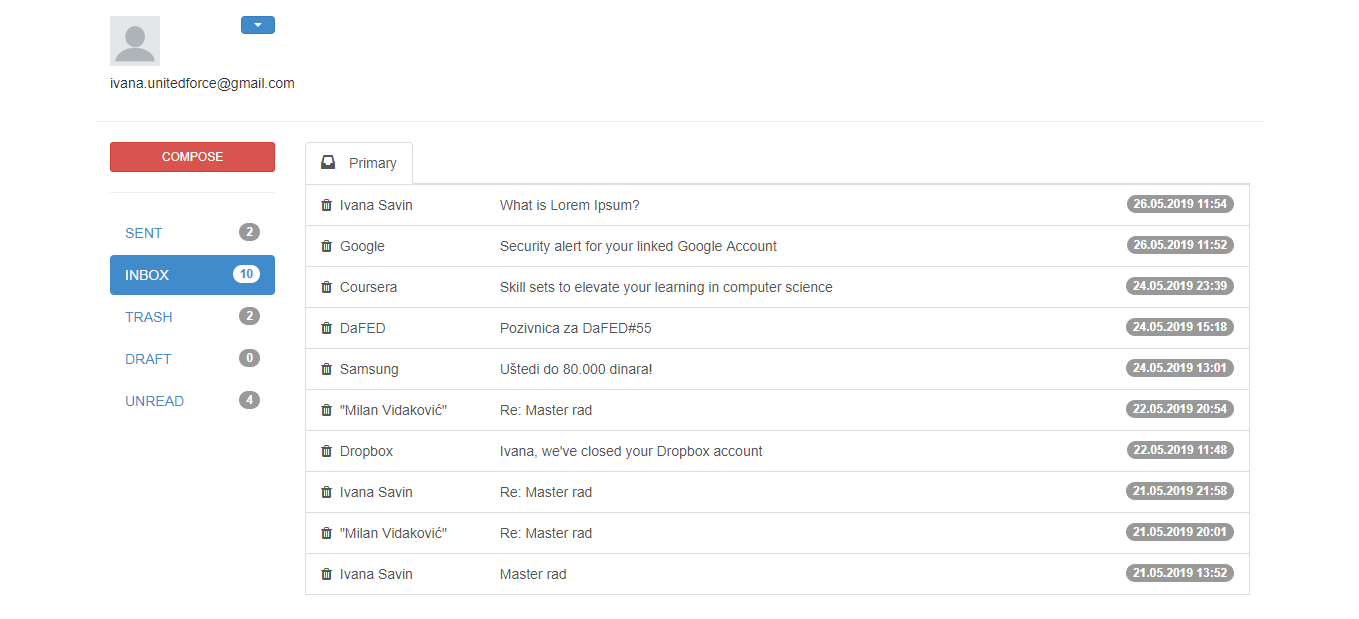 ivana.unitedforce@gmail.com
COMPOSE
SENT 2
INBOX 10
TRASH 2
DRAFT 0
UNREAD 4
Primary
Ivana Savin What is Lorem Ipsum? 26.05.2019 11:54
Google Security alert for your linked Google Account 26.05.2019 11:52
Coursera Skill sets to elevate your learning in computer science 24.05.2019 23:39
DaFED Pozivnica za DaFED#55 24.05.2019 15:18
Samsung Uštedi do 80.000 dinara! 24.05.2019 13:01
"Milan Vidaković" Re: Master rad 22.05.2019 20:54
Dropbox Ivana, we've closed your Dropbox account 22.05.2019 11:48
Ivana Savin Re: Master rad 21.05.2019 21:58
"Milan Vidaković" Re: Master rad 21.05.2019 20:01
Ivana Savin Master rad 21.05.2019 13:52